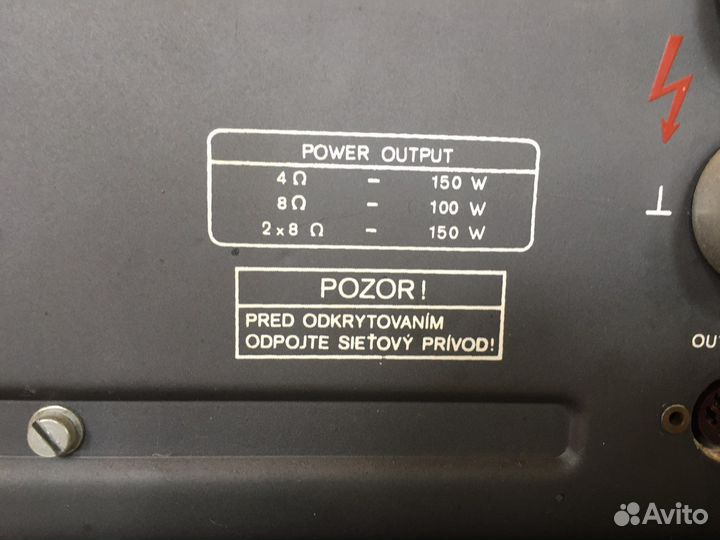 POWER OUTPUT
4 Ω - 150 W
8 Ω - 100 W
2 x 8 Ω - 150 W
POZOR!
PRED ODKRYTOVANÍM
ODPOJTE SIEŤOVÝ PRÍVOD!
OU
Avito